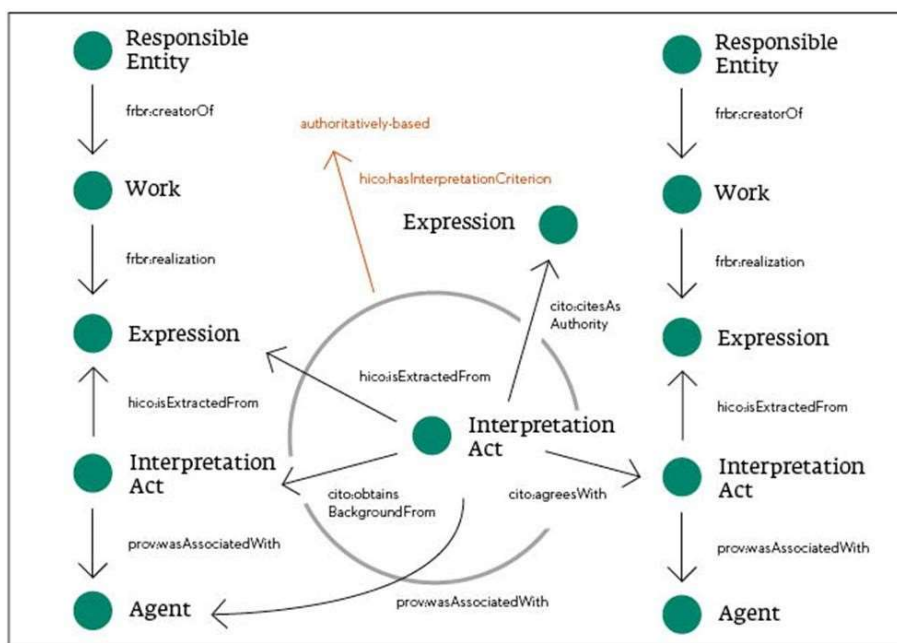 Responsible
Entity
frbr:creatorOf
Work
frbr:realization
Expression
hico:isExtractedFrom
Interpretation
Act
prov:wasAssociatedWith
Agent
authoritatively-based
hico:hasInterpretationCriterion
Expression
cito:citesAs
Authority
hico:isExtractedFrom
Interpretation
Act
cito:obtains
BackgroundFrom
cito:agreesWith
prov:wasAssociatedWith
Responsible
Entity
frbr:creatorOf
Work
frbr:realization
Expression
hico:isExtractedFrom
Interpretation
Act
prov:wasAssociatedWith
Agent